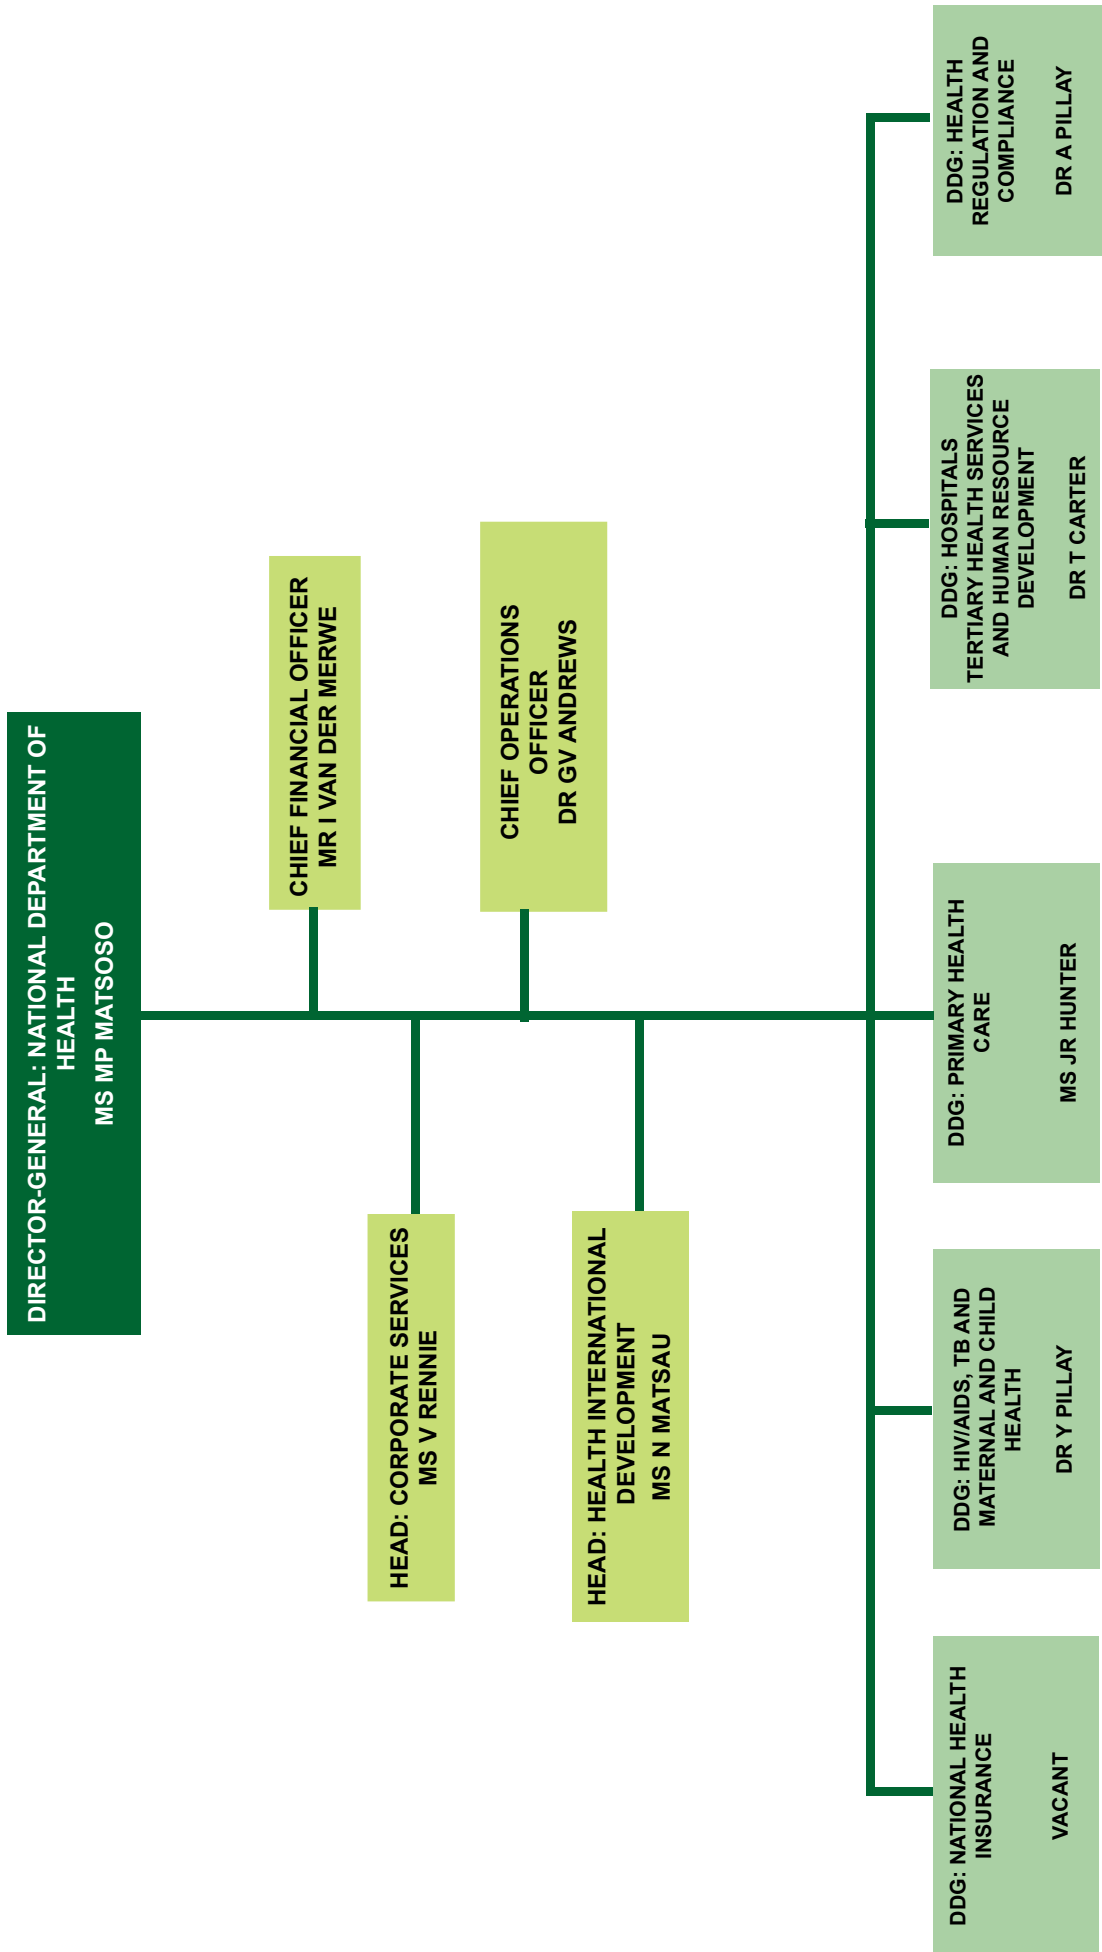 DIRECTOR-GENERAL: NATIONAL DEPARTMENT OF
HEALTH
MS MP MATSOSO
CHIEF FINANCIAL OFFICER
MR I VAN DER MERWE
HEAD: CORPORATE SERVICES
MS V RENNIE
CHIEF OPERATIONS
OFFICER
DR GV ANDREWS
HEAD: HEALTH INTERNATIONAL
DEVELOPMENT
MS N MATSAU
DDG: NATIONAL HEALTH
INSURANCE
VACANT
DDG: HIV/AIDS, TB AND
MATERNAL AND CHILD
HEALTH
DR Y PILLAY
DDG: PRIMARY HEALTH
CARE
MS JR HUNTER
DDG: HOSPITALS
TERTIARY HEALTH SERVICES
AND HUMAN RESOURCE
DEVELOPMENT
DR T CARTER
DDG: HEALTH
REGULATION AND
COMPLIANCE
DR A PILLAY